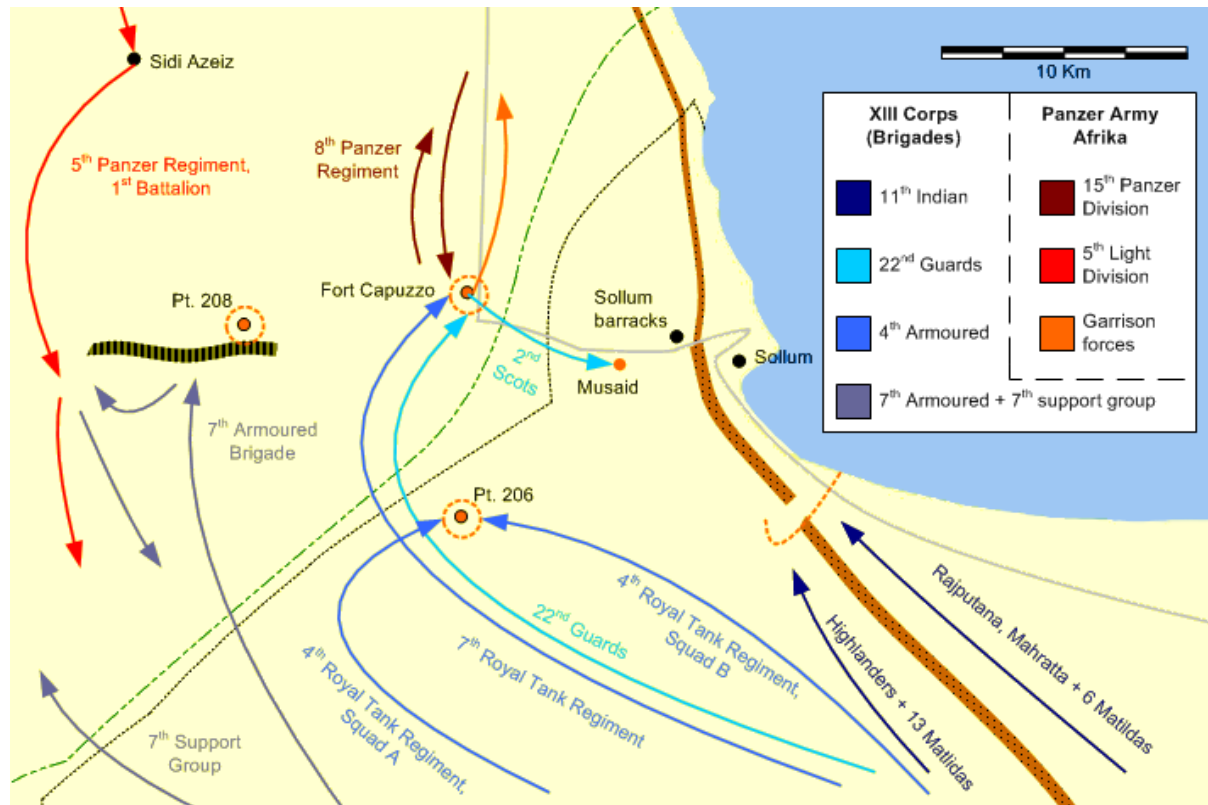 Sidi Azeiz
10 Km
XIII Corps
(Brigades)
Panzer Army
Afrika
11th Indian
22nd Guards
4th Armoured
7th Armoured + 7th support group
15th Panzer
Division
5th Light
Division
Garrison
forces
5th Panzer Regiment,
1st Battalion
8th Panzer
Regiment
Fort Capuzzo
Pt. 208
Sollum
barracks
Sollum
2nd
Scots
Musaid
7th Armoured
Brigade
Pt. 206
22nd Guards
7th Royal Tank Regiment
4th Royal Tank Regiment,
Squad B
4th Royal Tank Regiment,
Squad A
Highlanders + 13 Matlidas
Rajputana, Mahratta + 6 Matildas
7th Support
Group